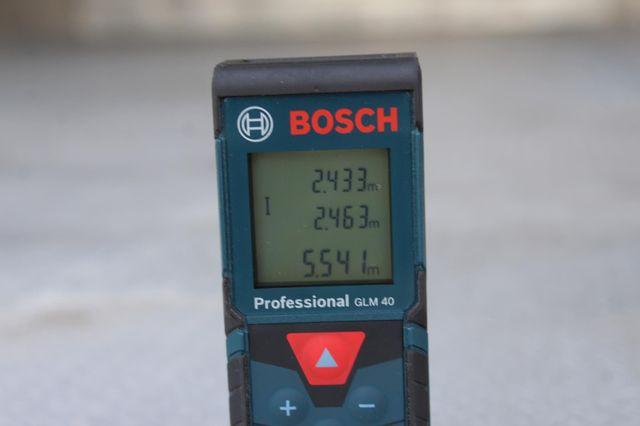 BOSCH
2.433m
I
2.463m
5.541m
Professional GLM 40
+ −